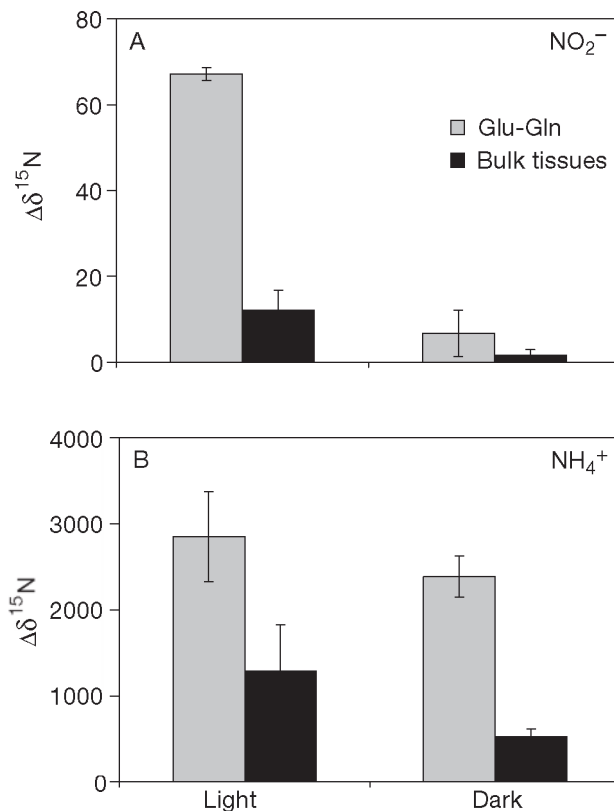 A NO₂⁻
80
60
40
20
0
Δδ¹⁵N
Glu-Gln
Bulk tissues
B NH₄⁺
4000
3000
2000
1000
0
Δδ¹⁵N
Light Dark